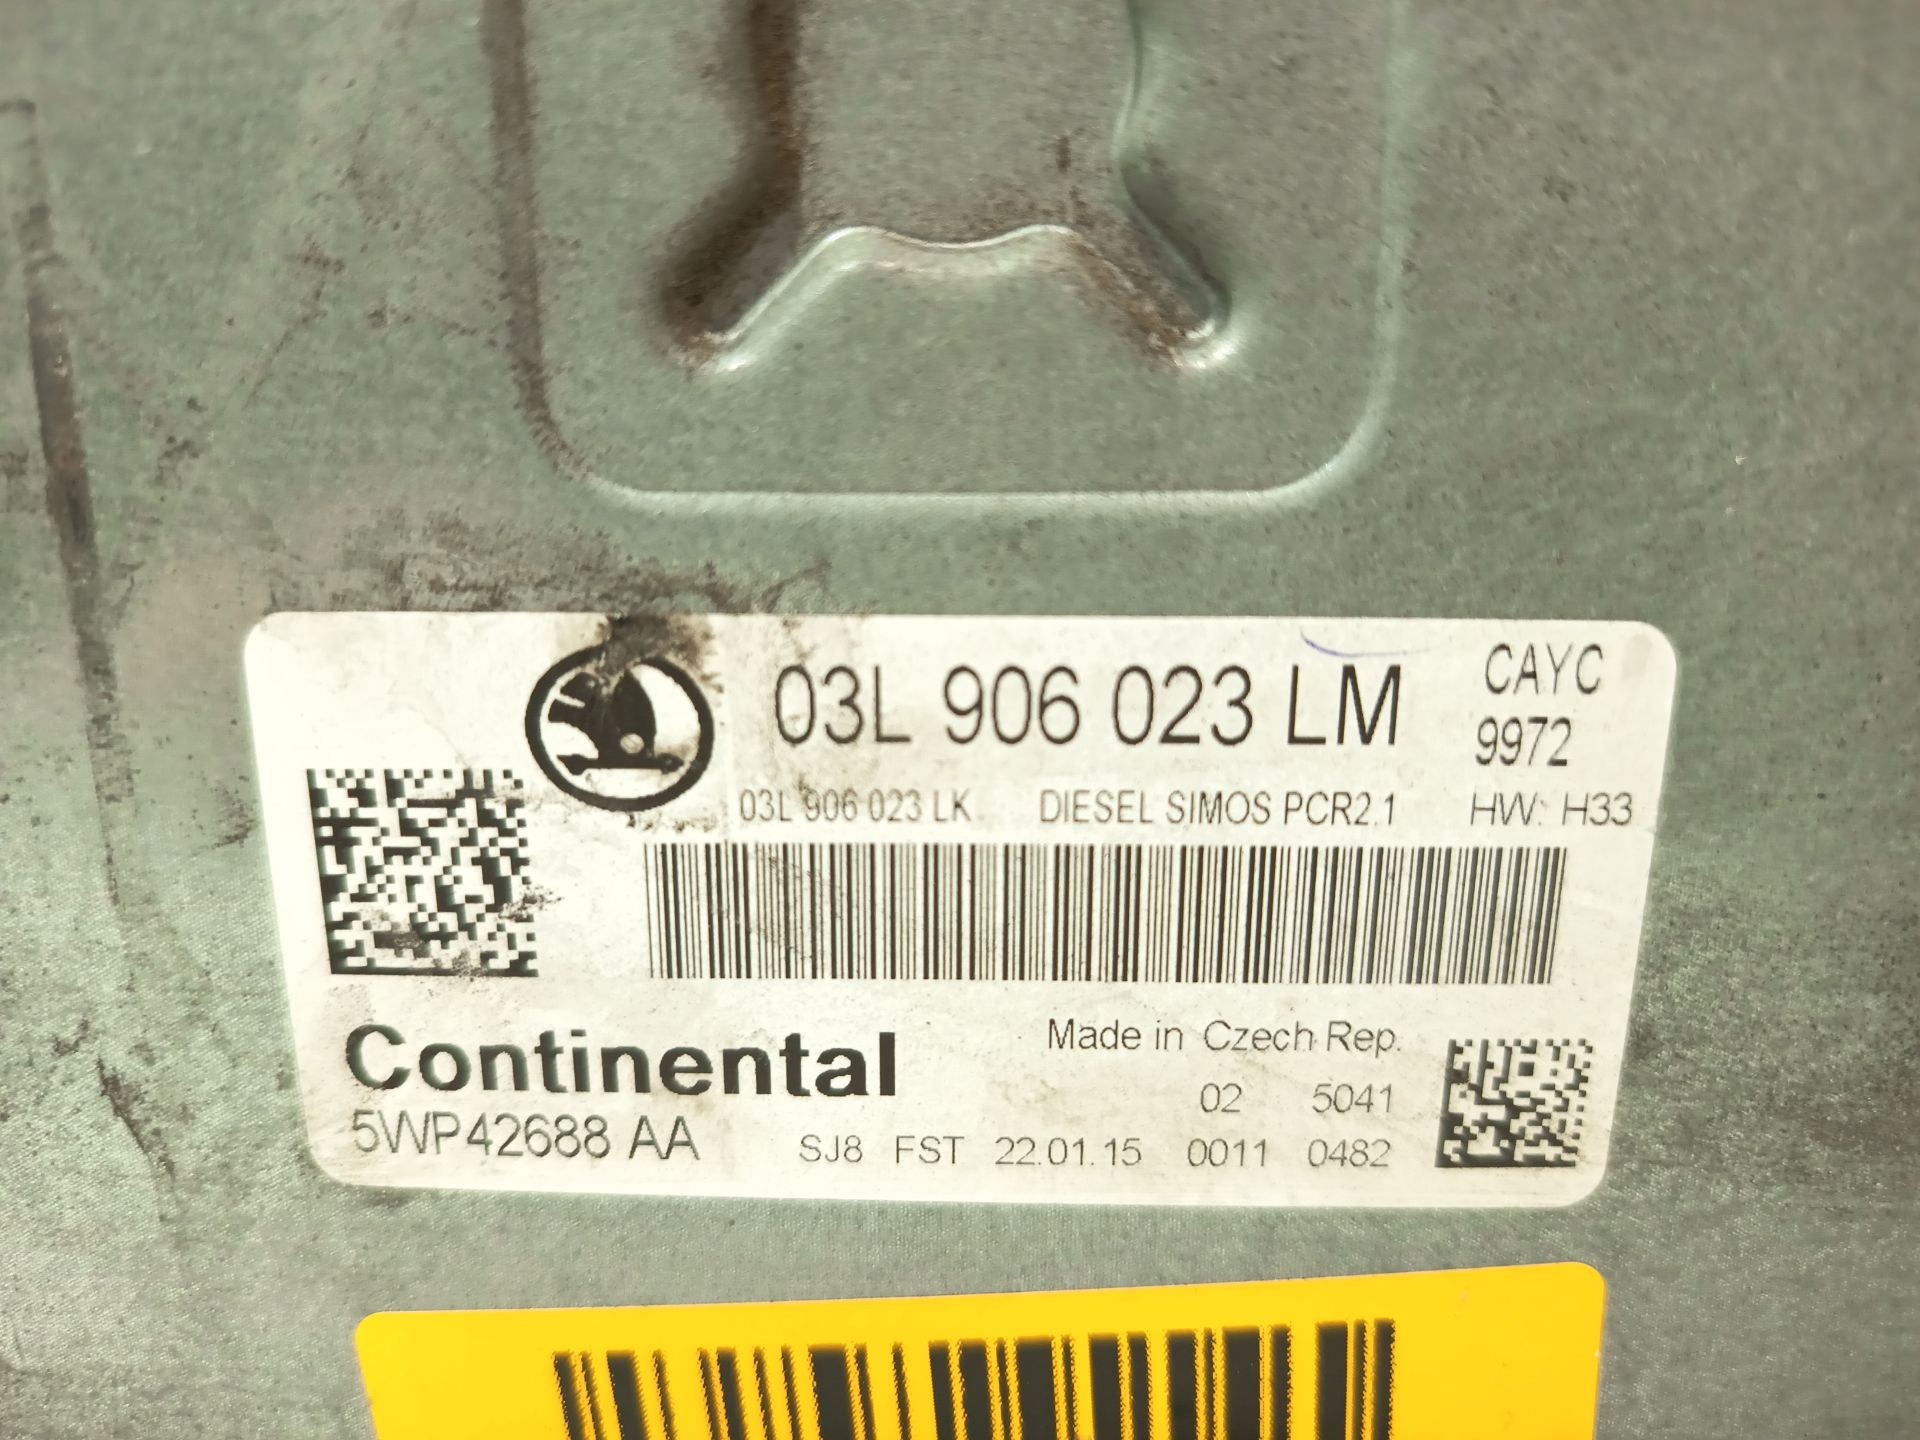 03L 906 023 LM CAYC
9972
03L 906 023 LK DIESEL SIMOS PCR2.1 HW: H33
Continental Made in Czech Rep.
02 5041
5WP42688 AA SJ8 FST 22.01.15 0011 0482